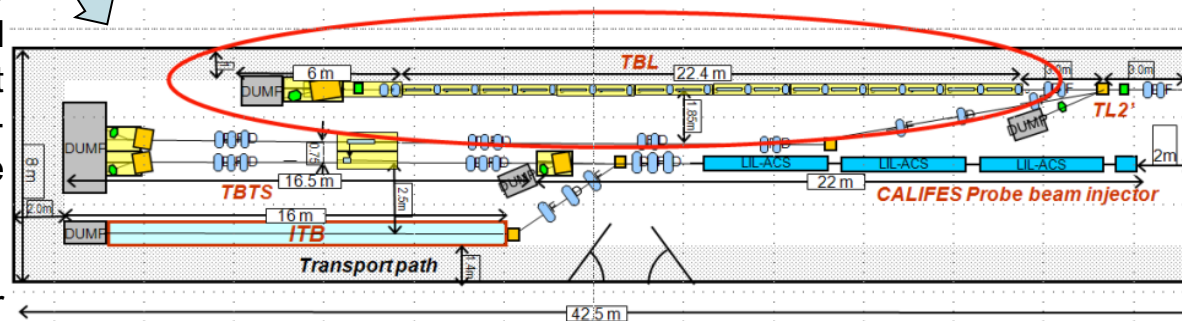 TBL
6 m
22.4 m
3.0m
3.0m
DUMP
TL2'
1.85m
DUMP
DUMP
0.75
LIL-ACS
LIL-ACS
LIL-ACS
2m
8 m
16.5 m
DUMP
22 m
TBTS
2.5m
CALIFES Probe beam injector
2.0m
16 m
DUMP
ITB
Transport path
1.4m
42.5 m